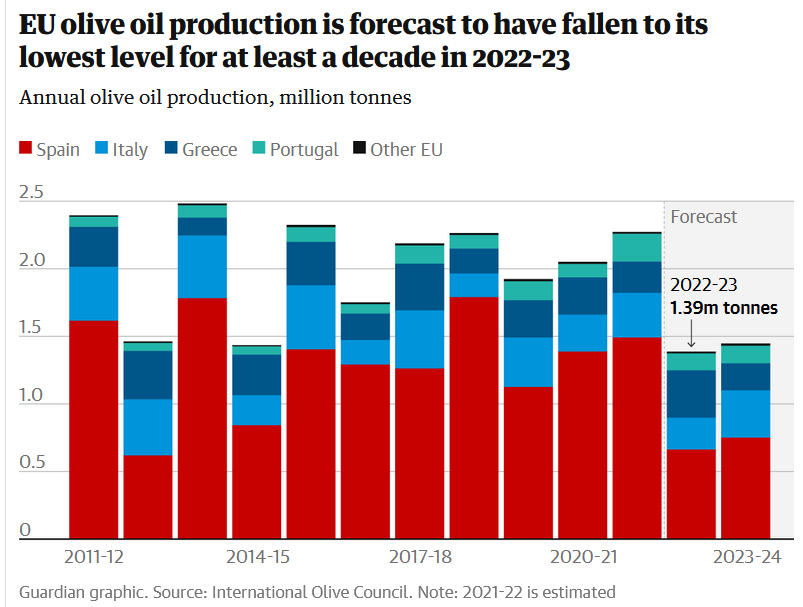 EU olive oil production is forecast to have fallen to its
lowest level for at least a decade in 2022-23
Annual olive oil production, million tonnes
Spain Italy Greece Portugal Other EU
2.5
Forecast
2.0
2022-23
1.39m tonnes
1.5
1.0
0.5
0
2011-12 2014-15 2017-18 2020-21 2023-24
Guardian graphic. Source: International Olive Council. Note: 2021-22 is estimated